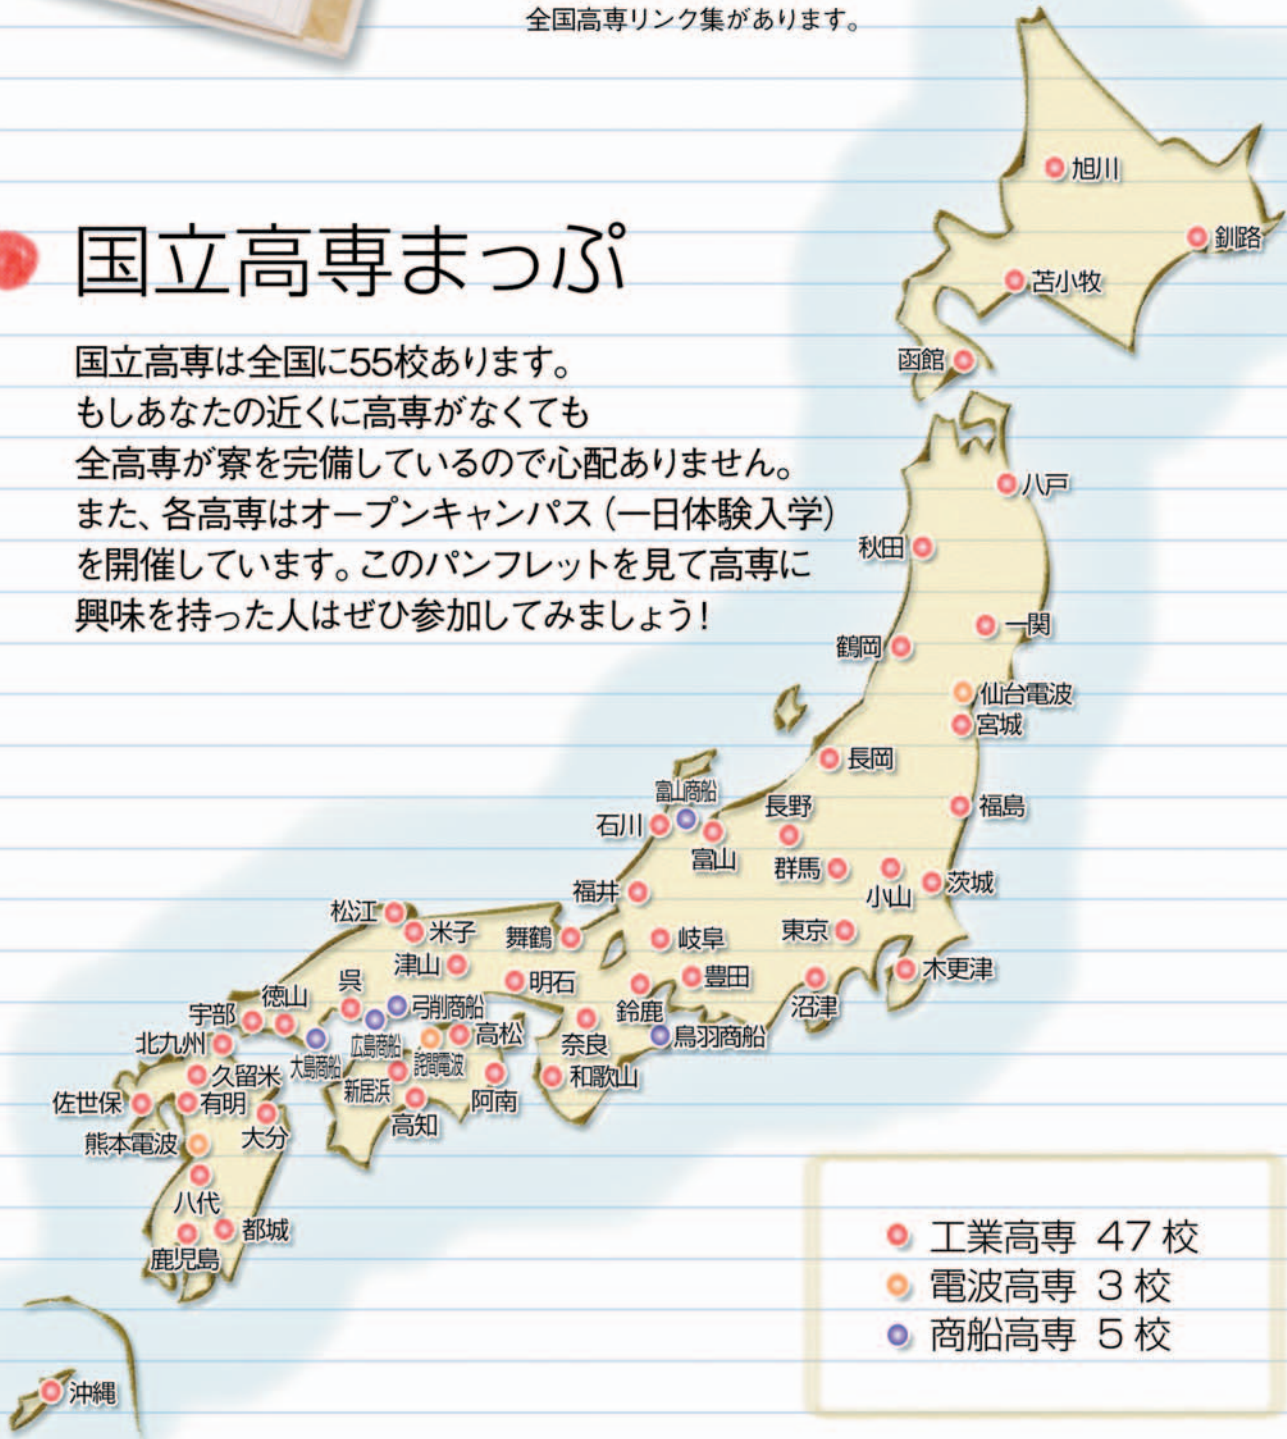 全国高専リンク集があります。
国立高専まっぷ
国立高専は全国に55校あります。
もしあなたの近くに高専がなくても
全高専が寮を完備しているので心配ありません。
また、各高専はオープンキャンパス(一日体験入学)
を開催しています。このパンフレットを見て高専に
興味を持った人はぜひ参加してみましょう!
旭川
釧路
苫小牧
函館
八戸
秋田
一関
鶴岡
仙台電波
宮城
長岡
福島
富山商船
石川
富山
長野
群馬
小山
茨城
福井
松江
米子
舞鶴
岐阜
東京
木更津
津山
明石
鈴鹿
豊田
沼津
呉
弓削商船
徳山
宇部
北九州
大島商船
広島商船
詫間電波
高松
奈良
鳥羽商船
久留米
新居浜
阿南
和歌山
佐世保
有明
大分
高知
熊本電波
八代
都城
鹿児島
沖縄
工業高専 47校
電波高専 3校
商船高専 5校